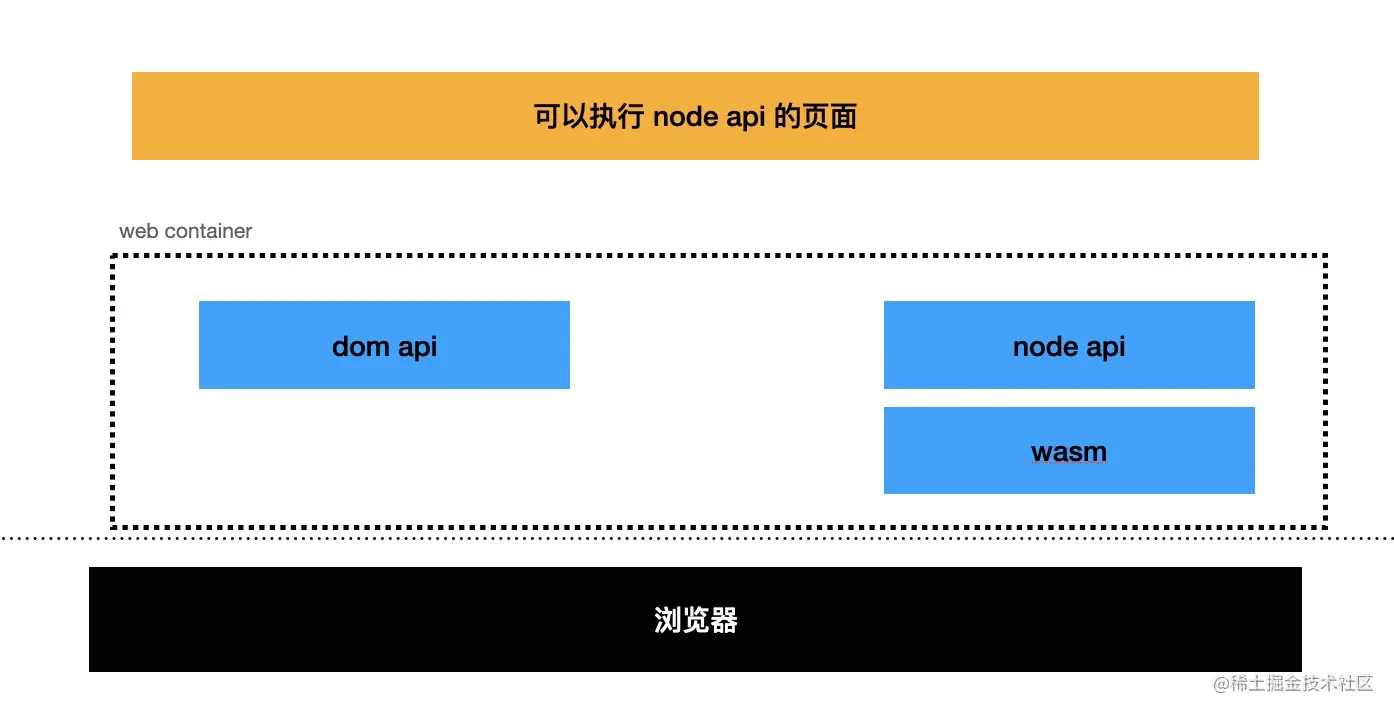 可以执行 node api 的页面
web container
dom api
node api
wasm
浏览器
@稀土掘金技术社区